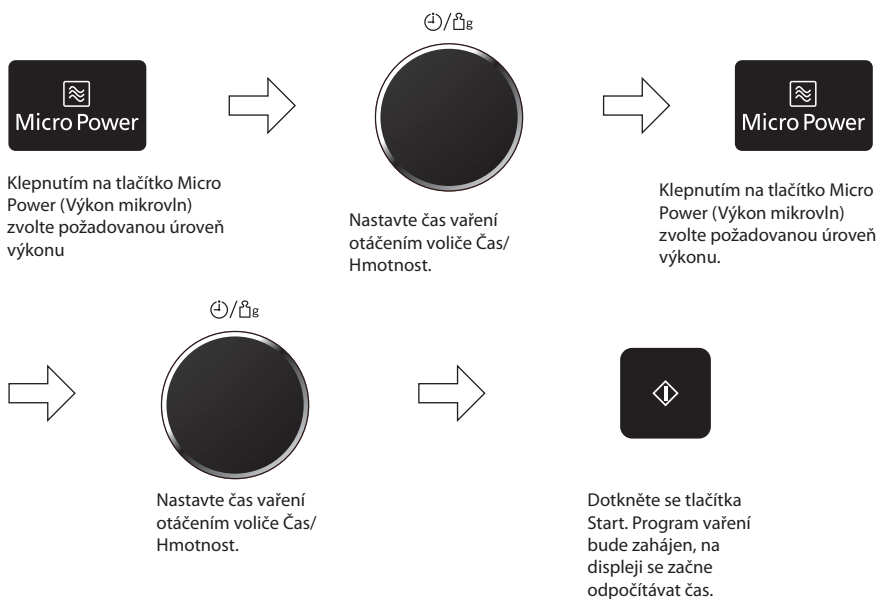 g
Micro Power
Micro Power
Klepnutím na tlačítko Micro
Power (Výkon mikrovln)
zvolte požadovanou úroveň
výkonu
Nastavte čas vaření
otáčením voliče Čas/
Hmotnost.
Klepnutím na tlačítko Micro
Power (Výkon mikrovln)
zvolte požadovanou úroveň
výkonu.
g
Nastavte čas vaření
otáčením voliče Čas/
Hmotnost.
Dotkněte se tlačítka
Start. Program vaření
bude zahájen, na
displeji se začne
odpočítávat čas.